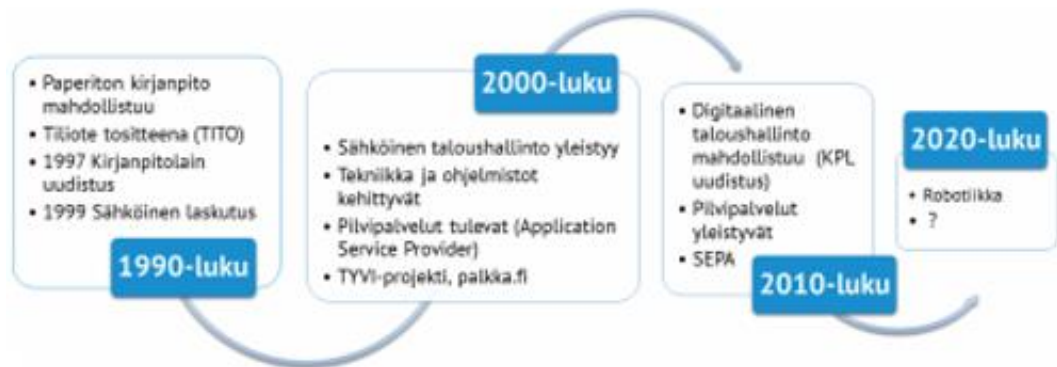 • Paperiton kirjanpito
mahdollistuu
• Tiliote tositteena (TITO)
• 1997 Kirjanpitolain
uudistus
• 1999 Sähköinen laskutus
1990-luku
2000-luku
• Sähköinen taloushallinto yleistyy
• Tekniikka ja ohjelmistot
kehittyvät
• Pilvipalvelut tulevat (Application
Service Provider)
• TYVI-projekti, palkka.fi
• Digitaalinen
taloushallinto
mahdollistuu (KPL
uudistus)
• Pilvipalvelut
yleistyvät
• SEPA
2010-luku
2020-luku
• Robotiikka
• ?